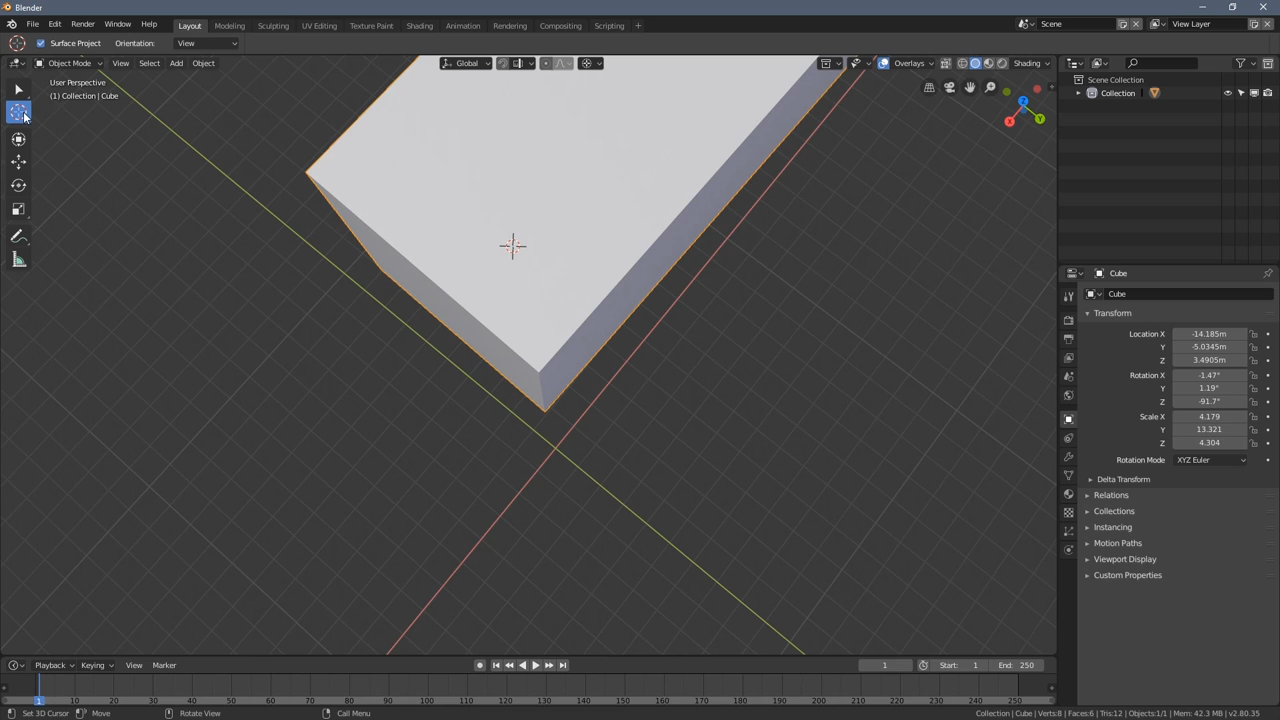 Blender
File Edit Render Window Help Layout Modeling Sculpting UV Editing Texture Paint Shading Animation Rendering Compositing Scripting + Scene View Layer
Surface Project Orientation: View
Object Mode View Select Add Object Global Overlays Shading
User Perspective
(1) Collection | Cube
Z
X Y
Scene Collection
Collection
Cube
Cube
Transform
Location X -14.185m
Y -5.0345m
Z 3.4905m
Rotation X -1.47°
Y 1.19°
Z -91.7°
Scale X 4.179
Y 13.321
Z 4.304
Rotation Mode XYZ Euler
Delta Transform
Relations
Collections
Instancing
Motion Paths
Viewport Display
Custom Properties
Playback Keying View Marker 1 Start: 1 End: 250
1 10 20 30 40 50 60 70 80 90 100 110 120 130 140 150 160 170 180 190 200 210 220 230 240 250
Set 3D Cursor Move Rotate View Call Menu Collection | Cube | Verts:8 | Faces:6 | Tris:12 | Objects:1/1 | Mem: 42.3 MB | v2.80.35